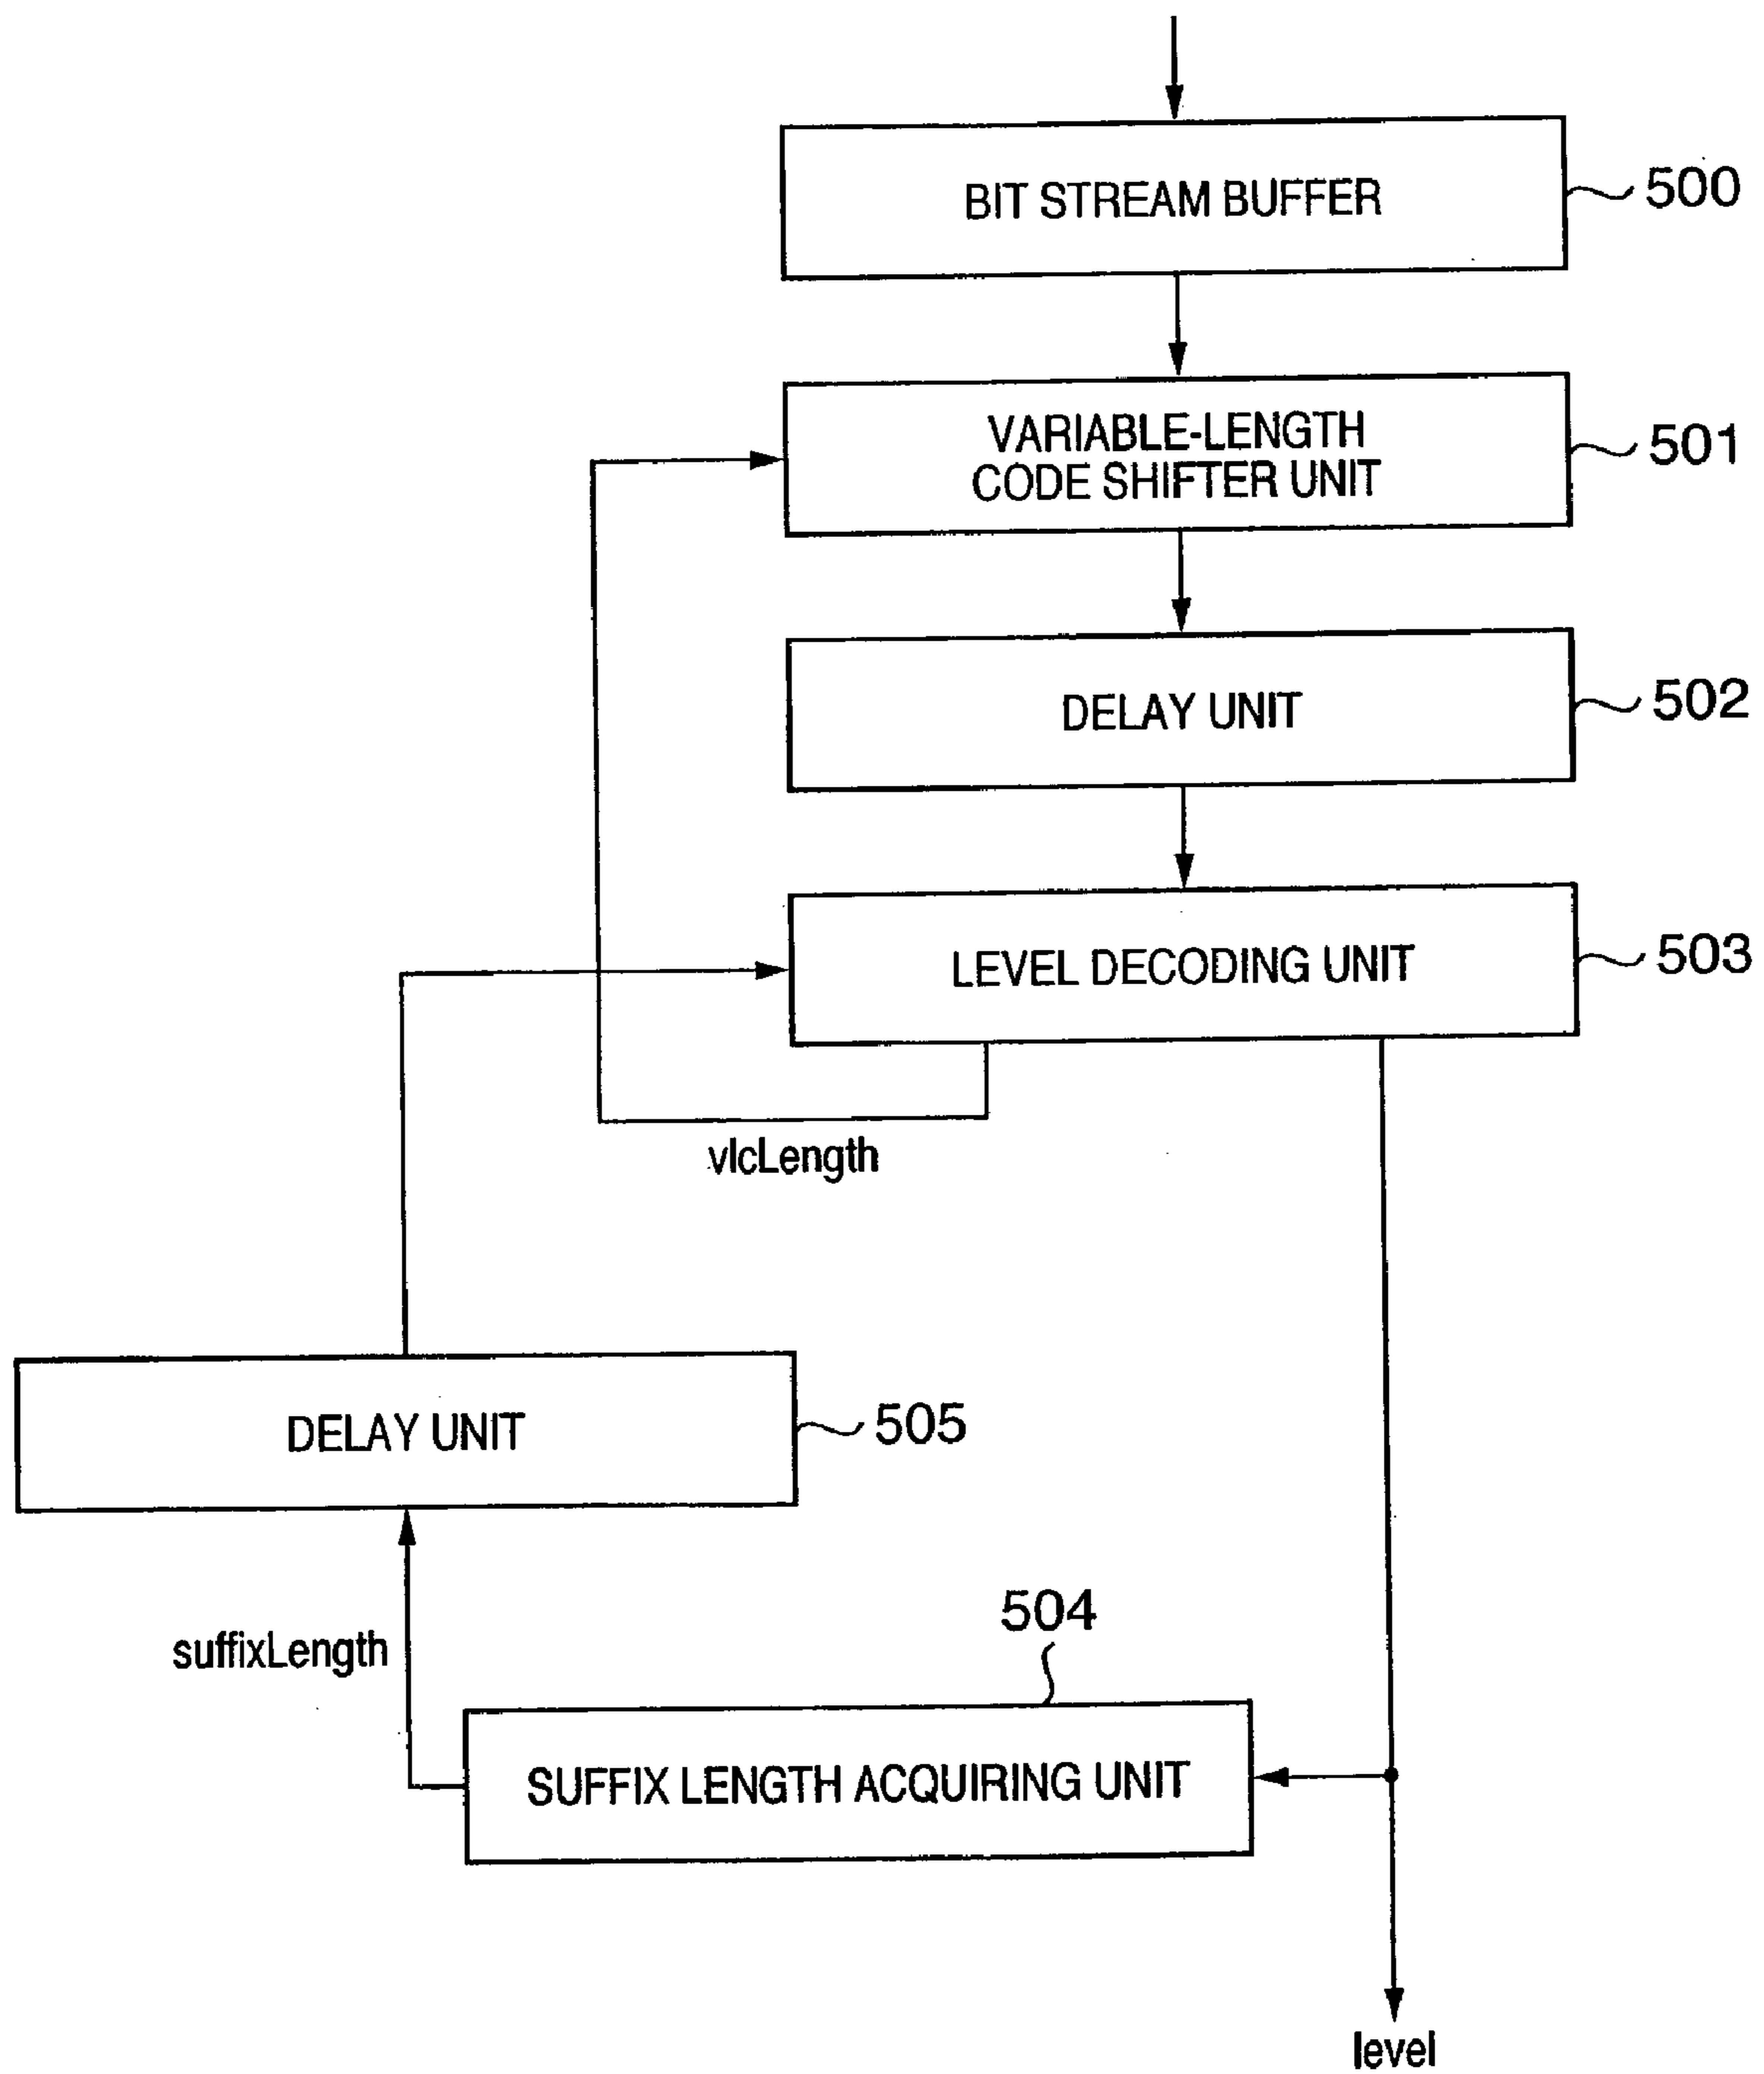 BIT STREAM BUFFER
500
VARIABLE-LENGTH
CODE SHIFTER UNIT
501
DELAY UNIT
502
LEVEL DECODING UNIT
503
vlcLength
DELAY UNIT
505
504
suffixLength
SUFFIX LENGTH ACQUIRING UNIT
level